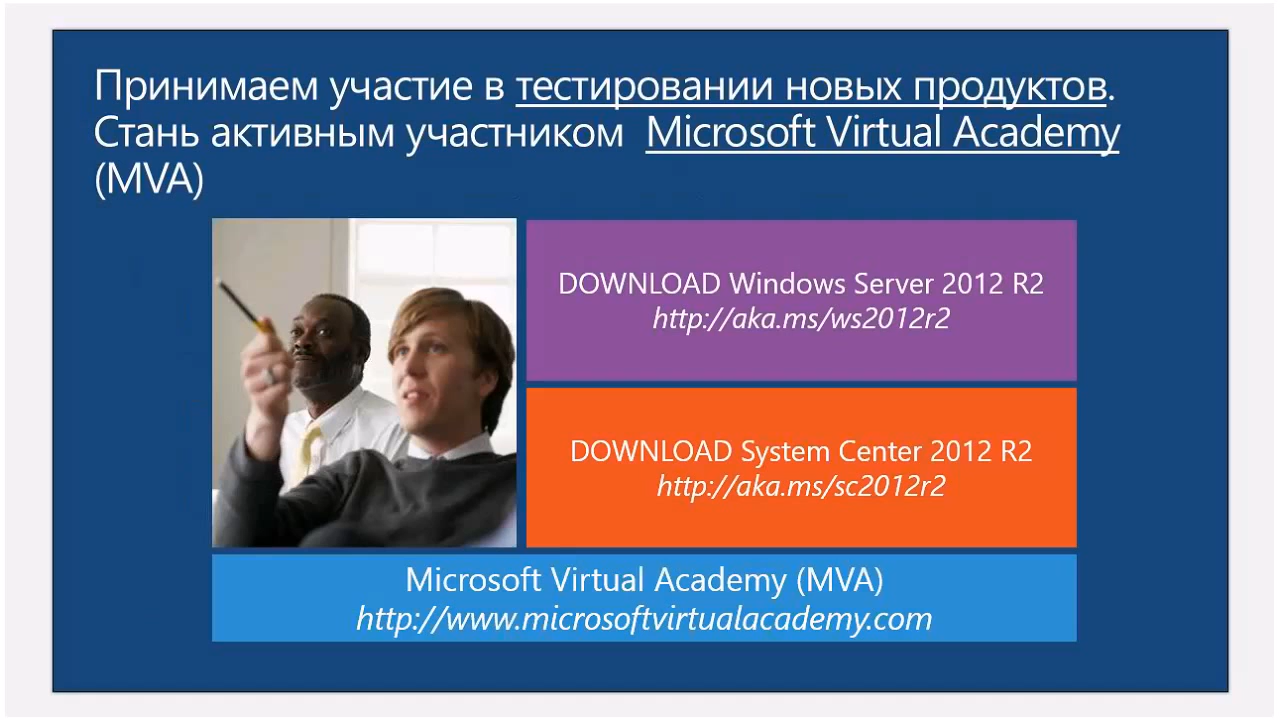 Принимаем участие в тестировании новых продуктов.
Стань активным участником Microsoft Virtual Academy
(MVA)
DOWNLOAD Windows Server 2012 R2
http://aka.ms/ws2012r2
DOWNLOAD System Center 2012 R2
http://aka.ms/sc2012r2
Microsoft Virtual Academy (MVA)
http://www.microsoftvirtualacademy.com